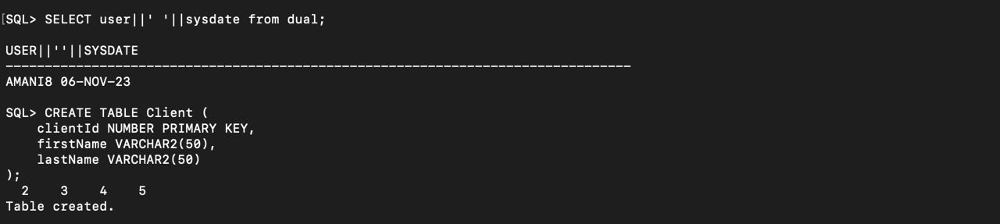 [SQL> SELECT user||' '||sysdate from dual;
USER||''||SYSDATE
--------------------------------------------------------------------------------
AMANI8 06-NOV-23
SQL> CREATE TABLE Client (
    clientId NUMBER PRIMARY KEY,
    firstName VARCHAR2(50),
    lastName VARCHAR2(50)
);
  2    3    4    5
Table created.